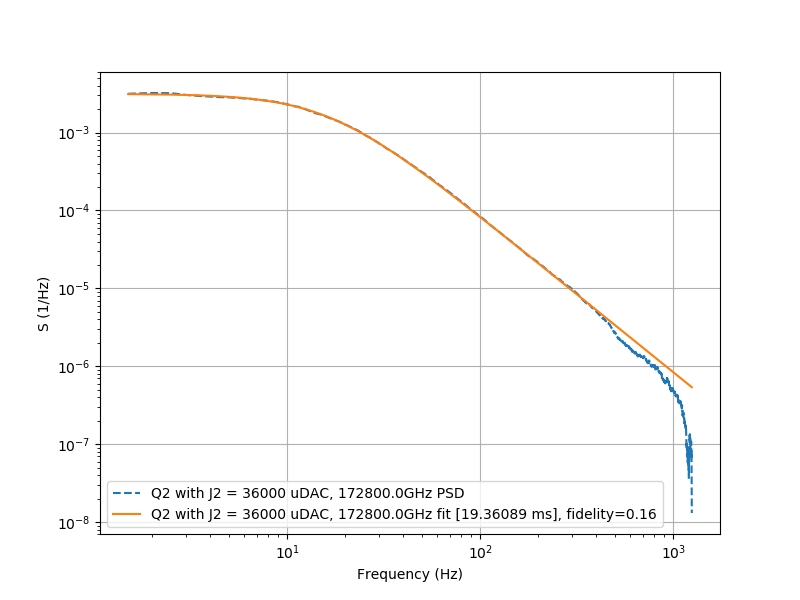 S (1/Hz)
10⁻³
10⁻⁴
10⁻⁵
10⁻⁶
10⁻⁷
10⁻⁸
Q2 with J2 = 36000 uDAC, 172800.0GHz PSD
Q2 with J2 = 36000 uDAC, 172800.0GHz fit [19.36089 ms], fidelity=0.16
10¹ 10² 10³
Frequency (Hz)